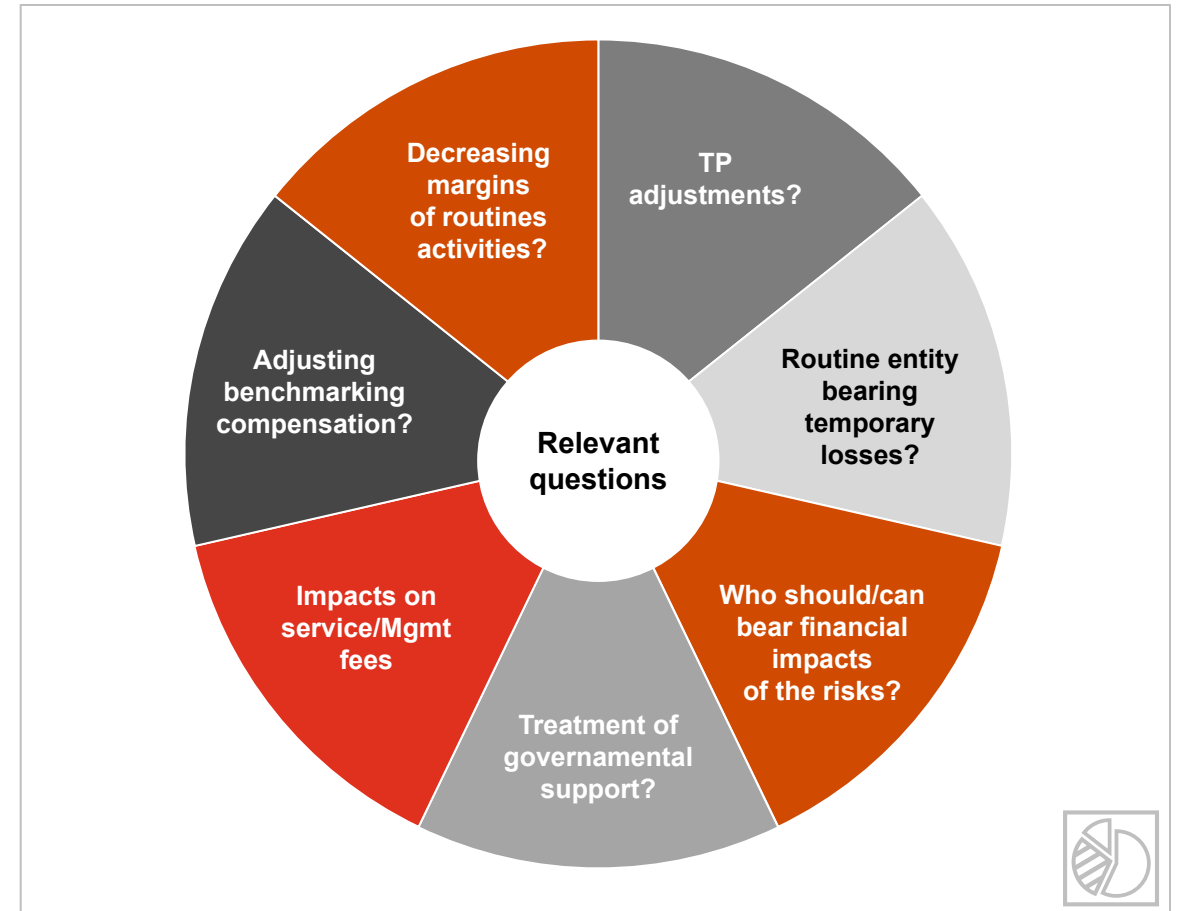 Relevant
questions
TP
adjustments?
Routine entity
bearing
temporary
losses?
Who should/can
bear financial
impacts
of the risks?
Treatment of
governamental
support?
Impacts on
service/Mgmt
fees
Adjusting
benchmarking
compensation?
Decreasing
margins
of routines
activities?